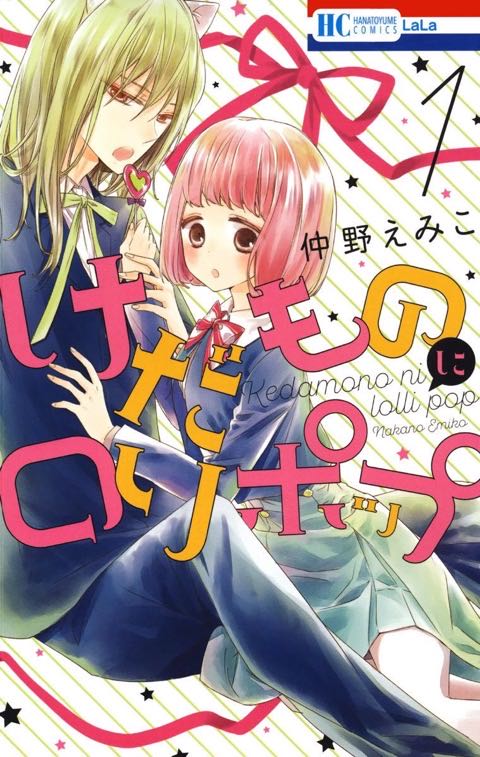 HC
HANATOYUME
COMICS
LaLa
1
仲野えみこ
けだものに
Kedamono ni
lolli pop
Nakano Emiko
ロリポップ